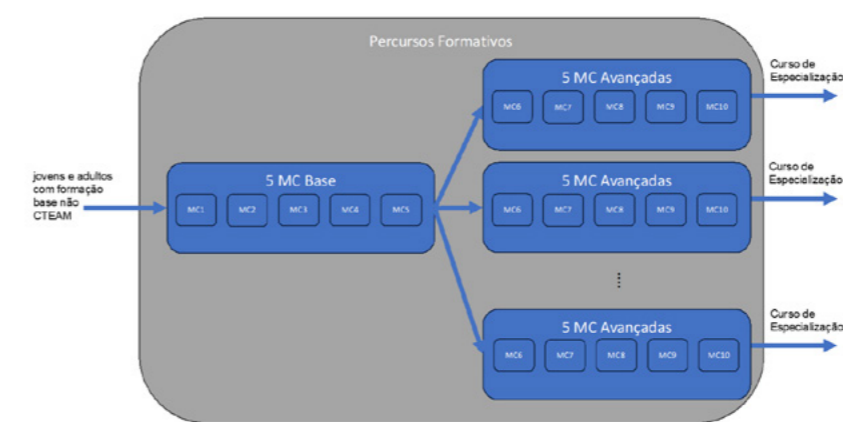 Percursos Formativos
jovens e adultos
com formação
base não
CTEAM
5 MC Base
MC1 MC2 MC3 MC4 MC5
5 MC Avançadas
MC6 MC7 MC8 MC9 MC10
Curso de
Especialização
5 MC Avançadas
MC6 MC7 MC8 MC9 MC10
Curso de
Especialização
5 MC Avançadas
MC6 MC7 MC8 MC9 MC10
Curso de
Especialização